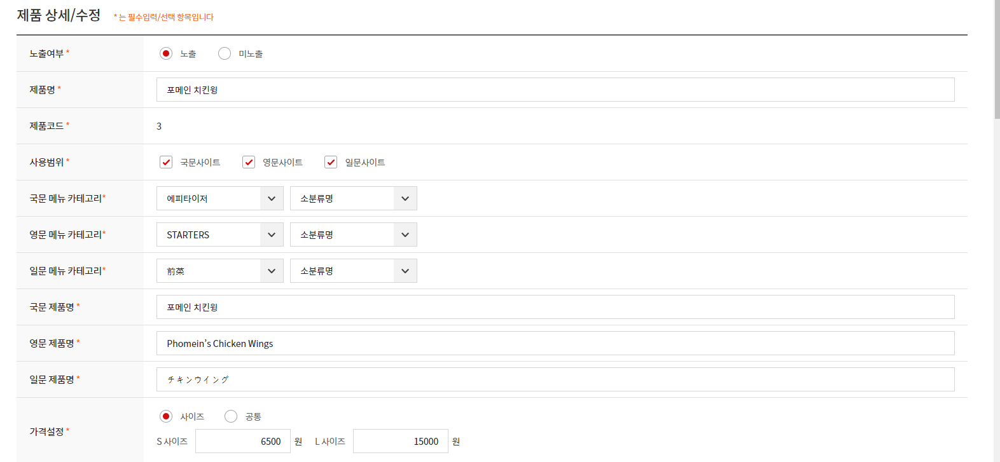 제품 상세/수정 * 는 필수입력/선택 항목입니다
노출여부 * 노출 미노출
제품명 * 포메인 치킨윙
제품코드 * 3
사용범위 * 국문사이트 영문사이트 일문사이트
국문 메뉴 카테고리* 에피타이저 소분류명
영문 메뉴 카테고리* STARTERS 소분류명
일문 메뉴 카테고리* 前菜 소분류명
국문 제품명 * 포메인 치킨윙
영문 제품명 * Phomein’s Chicken Wings
일문 제품명 * チキンウイング
가격설정 * 사이즈 공통
S 사이즈 6500 원 L 사이즈 15000 원